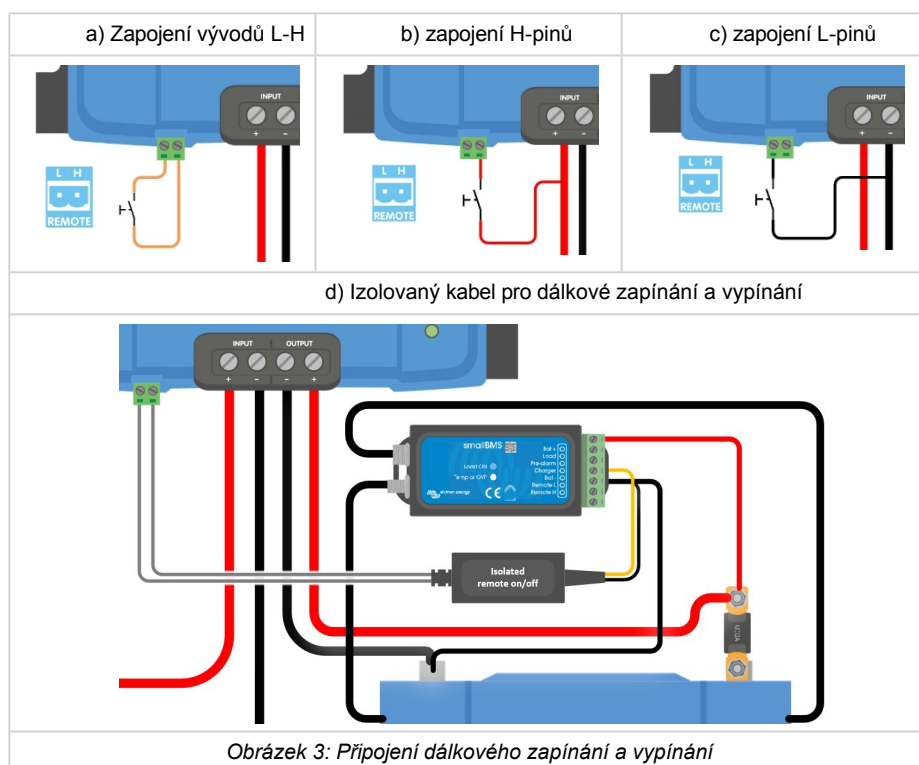 a) Zapojení vývodů L-H
b) zapojení H-pinů
c) zapojení L-pinů
INPUT
+ -
L H
REMOTE
INPUT
+ -
L H
REMOTE
INPUT
+ -
L H
REMOTE
d) Izolovaný kabel pro dálkové zapínání a vypínání
INPUT OUTPUT
+ - - +
smallBMS
Load ON
Temp or OVP
victron energy
CE
Bat +
Load
Pre-alarm
Charger
Bat -
Remote L
Remote H
Isolated
remote on/off
Obrázek 3: Připojení dálkového zapínání a vypínání